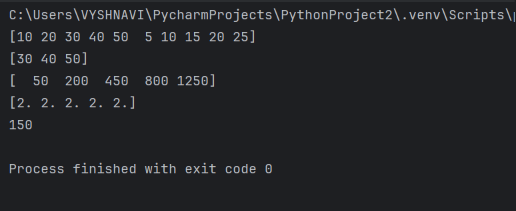 C:\Users\VYSHNAVI\PycharmProjects\PythonProject2\.venv\Scripts\
[10 20 30 40 50  5 10 15 20 25]
[30 40 50]
[  50  200  450  800 1250]
[2. 2. 2. 2. 2.]
150
Process finished with exit code 0